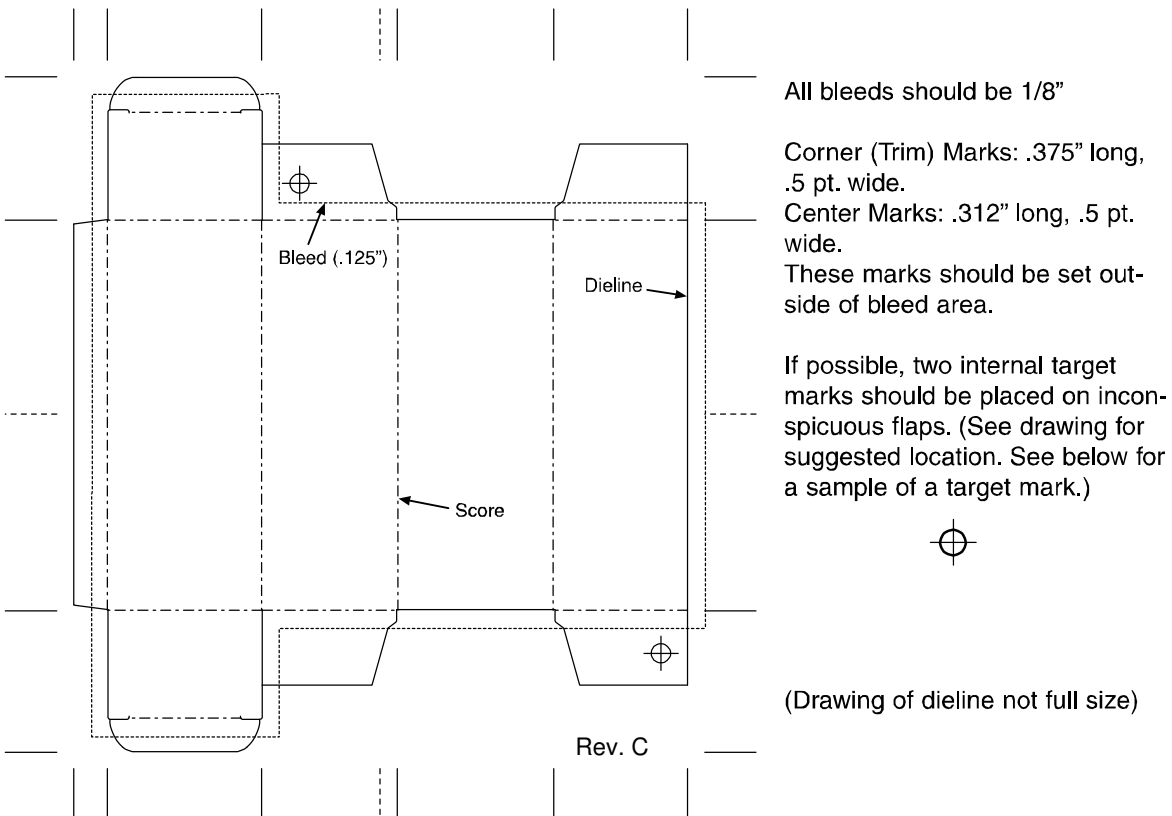 All bleeds should be 1/8”
Corner (Trim) Marks: .375” long,
.5 pt. wide.
Center Marks: .312” long, .5 pt.
wide.
These marks should be set out-
side of bleed area.
If possible, two internal target
marks should be placed on incon-
spicuous flaps. (See drawing for
suggested location. See below for
a sample of a target mark.)
(Drawing of dieline not full size)
Bleed (.125”)
Dieline
Score
Rev. C